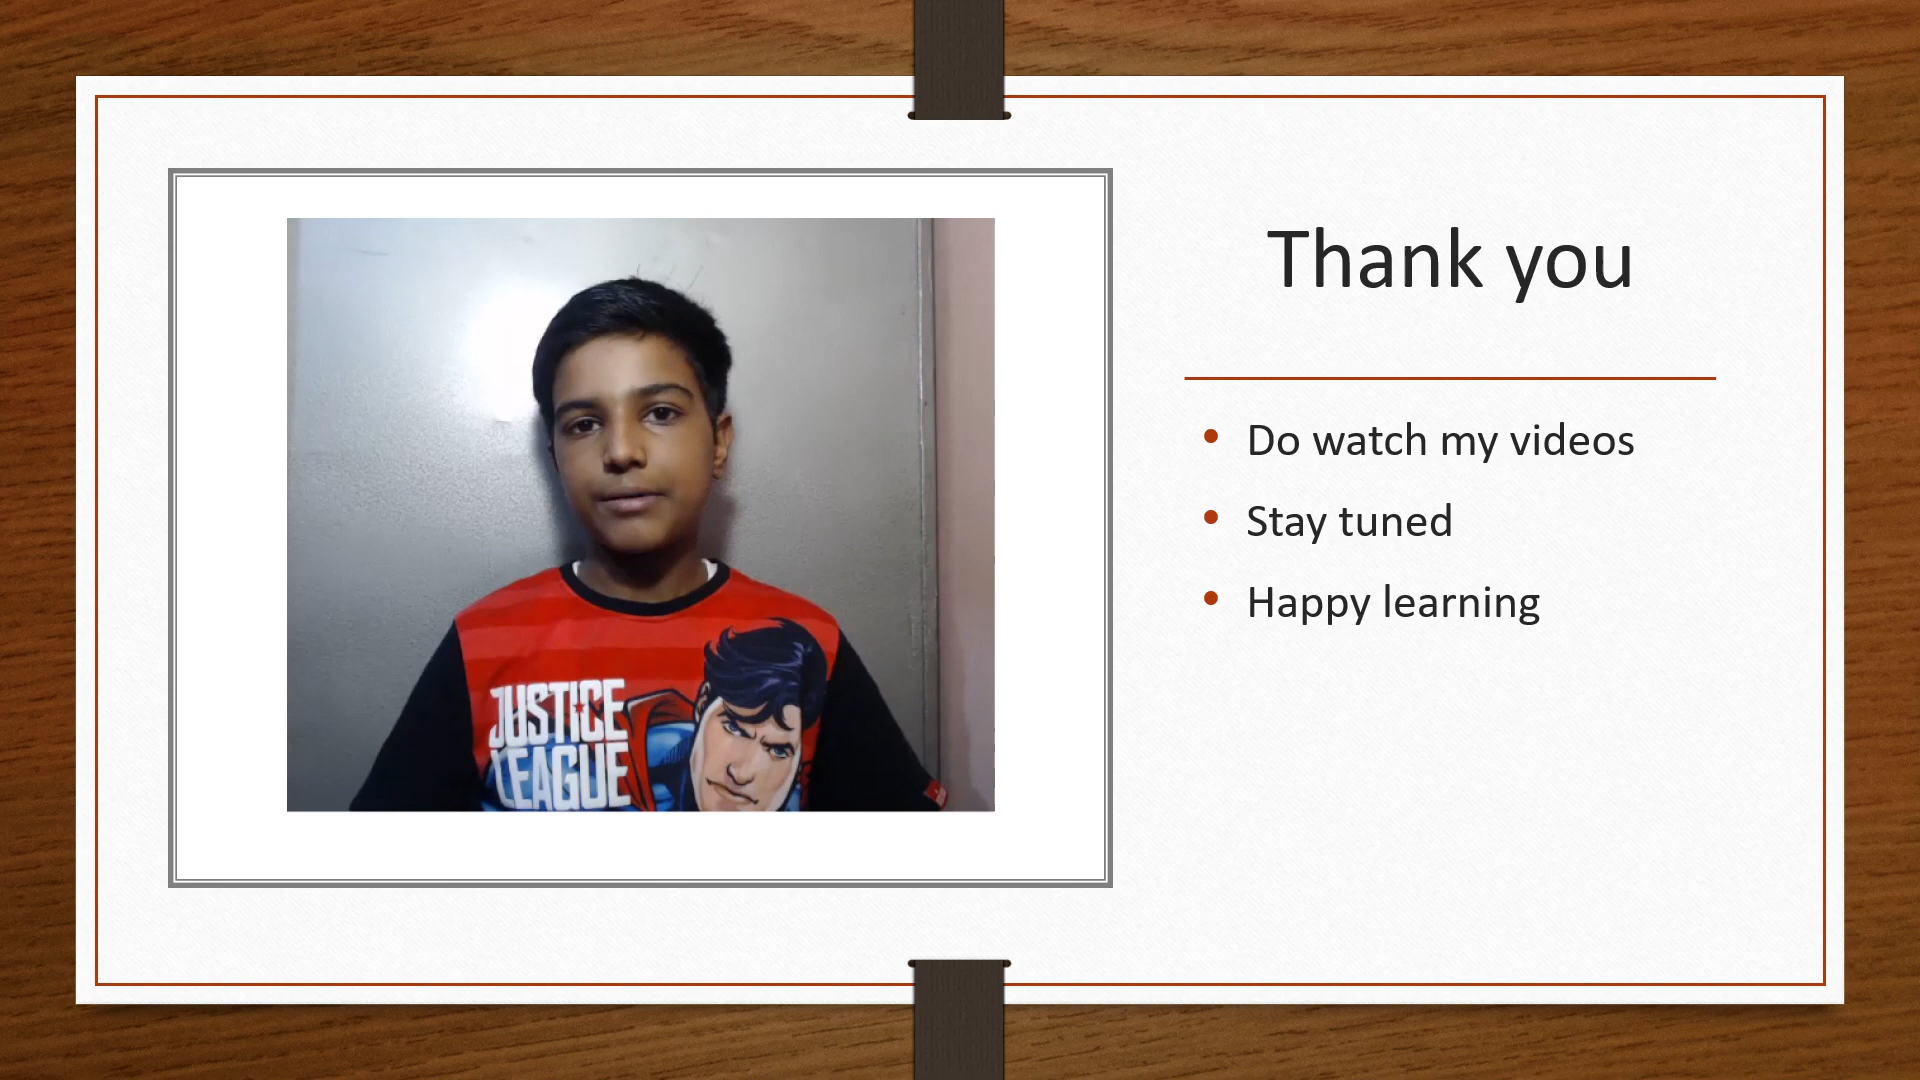 Thank you
Do watch my videos
Stay tuned
Happy learning
JUSTICE
LEAGUE